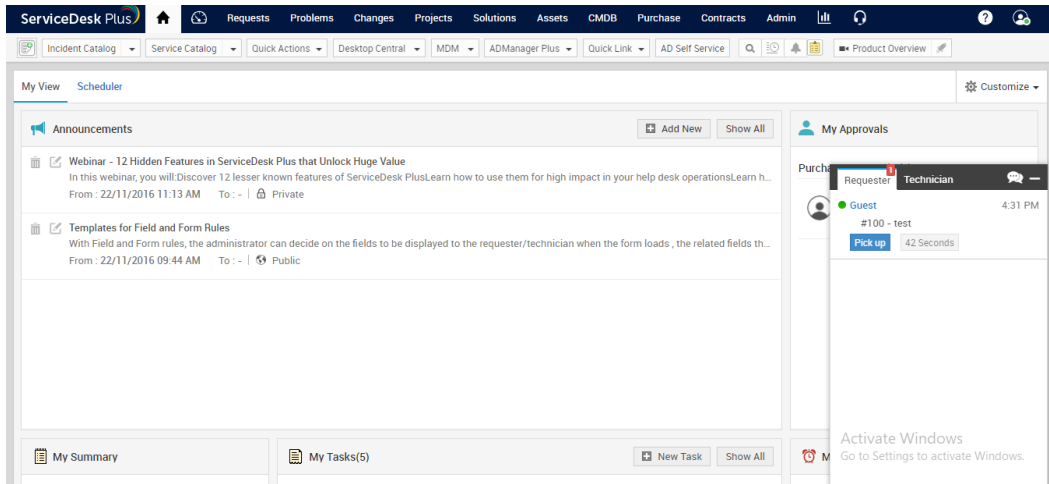 ServiceDesk Plus Requests Problems Changes Projects Solutions Assets CMDB Purchase Contracts Admin ?
Incident Catalog Service Catalog Quick Actions Desktop Central MDM ADManager Plus Quick Link AD Self Service Product Overview
My View Scheduler Customize
Announcements Add New Show All
My Approvals
Webinar - 12 Hidden Features in ServiceDesk Plus that Unlock Huge Value
In this webinar, you will:Discover 12 lesser known features of ServiceDesk PlusLearn how to use them for high impact in your help desk operationsLearn h...
From : 22/11/2016 11:13 AM To : - | Private
Templates for Field and Form Rules
With Field and Form rules, the administrator can decide on the fields to be displayed to the requester/technician when the form loads , the related fields th...
From : 22/11/2016 09:44 AM To : - | Public
Purcha
Requester 1 Technician
Guest 4:31 PM
#100 - test
Pick up 42 Seconds
My Summary
My Tasks(5) New Task Show All
M
Activate Windows
Go to Settings to activate Windows.